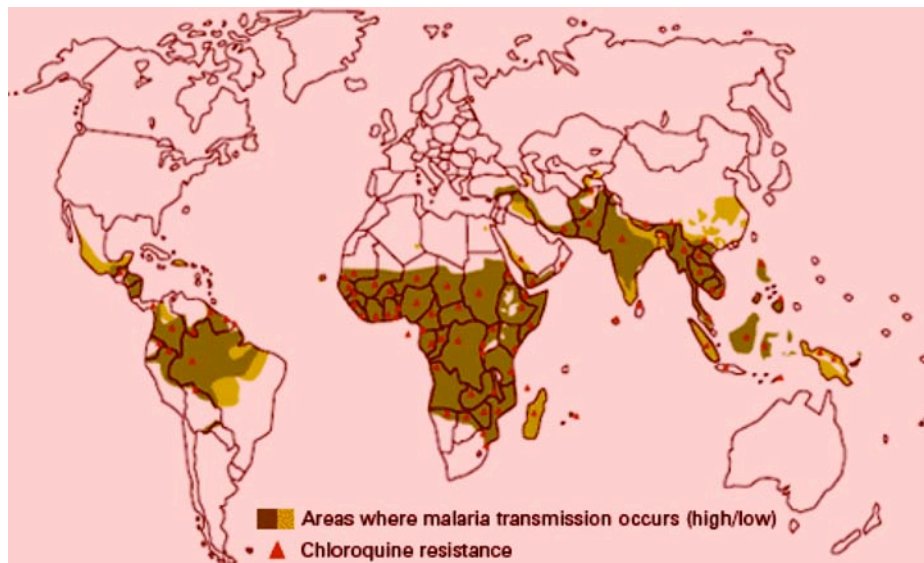 Areas where malaria transmission occurs (high/low)
Chloroquine resistance